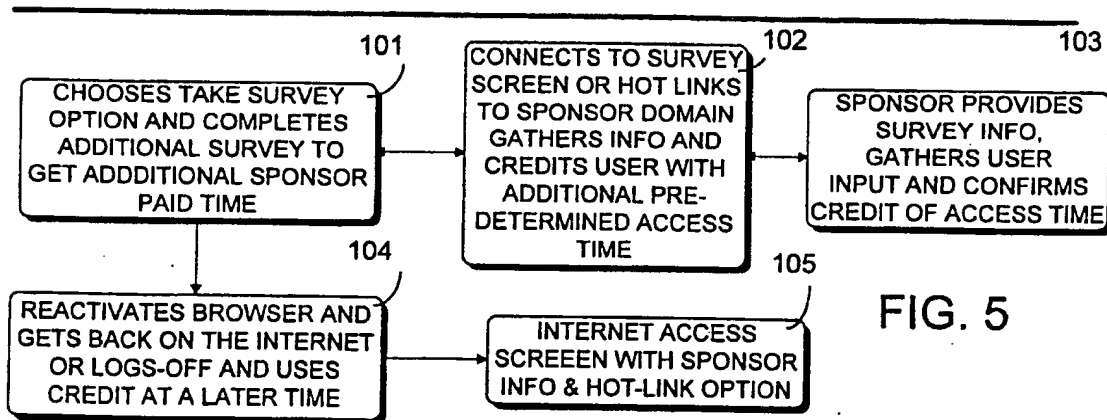 101
CHOOSES TAKE SURVEY
OPTION AND COMPLETES
ADDITIONAL SURVEY TO
GET ADDDITIONAL SPONSOR
PAID TIME
102
CONNECTS TO SURVEY
SCREEN OR HOT LINKS
TO SPONSOR DOMAIN
GATHERS INFO AND
CREDITS USER WITH
ADDITIONAL PRE-
DETERMINED ACCESS
TIME
103
SPONSOR PROVIDES
SURVEY INFO,
GATHERS USER
INPUT AND CONFIRMS
CREDIT OF ACCESS TIME
104
REACTIVATES BROWSER AND
GETS BACK ON THE INTERNET
OR LOGS-OFF AND USES
CREDIT AT A LATER TIME
105
INTERNET ACCESS
SCREEEN WITH SPONSOR
INFO & HOT-LINK OPTION
FIG. 5